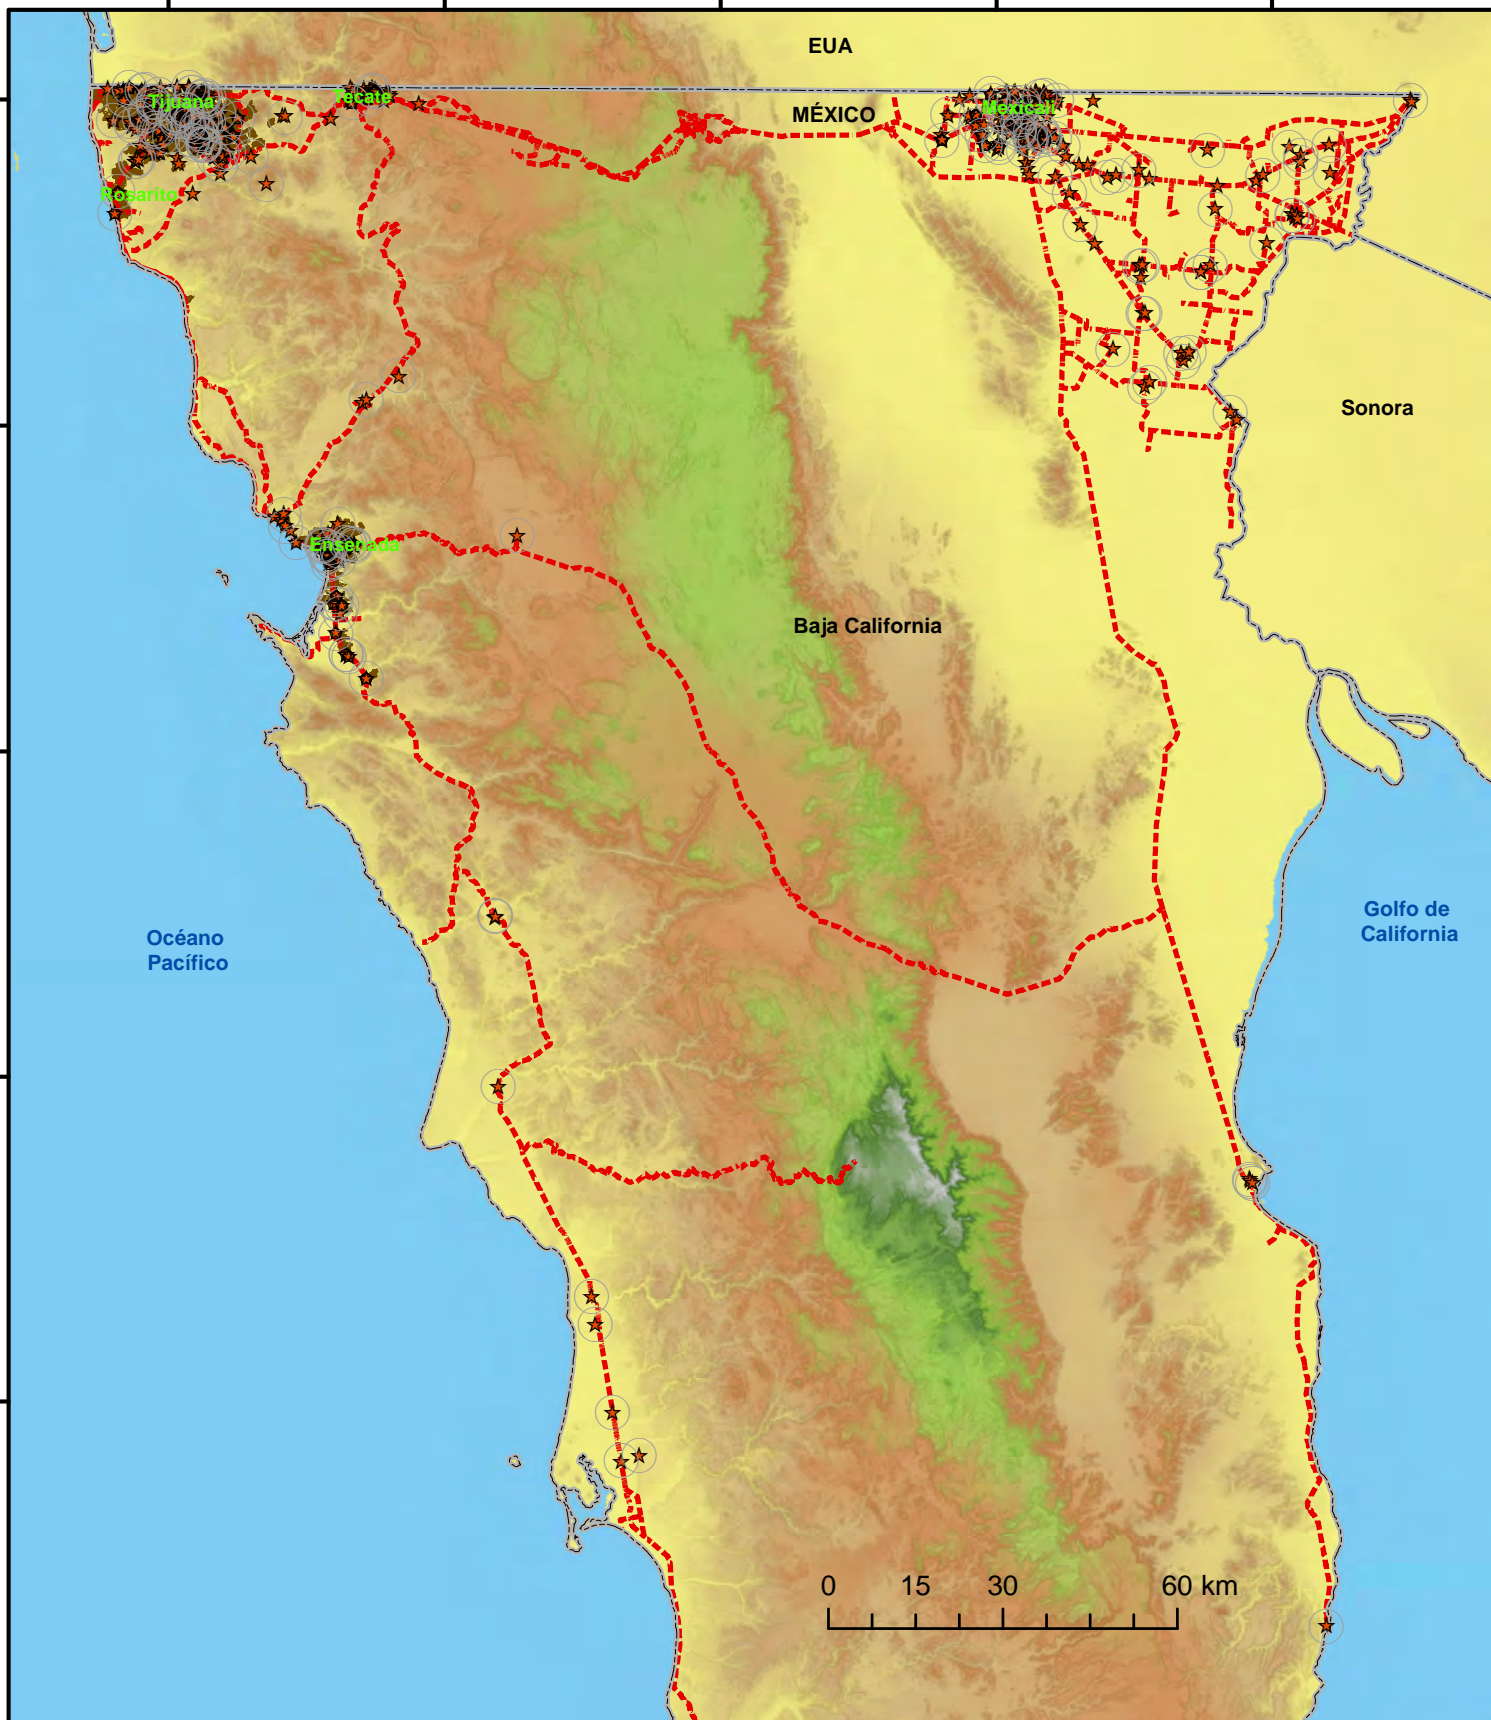 EUA
MÉXICO
Tijuana
Tecate
Mexicali
Rosarito
Sonora
Ensenada
Baja California
Océano
Pacífico
Golfo de
California
0 15 30 60 km